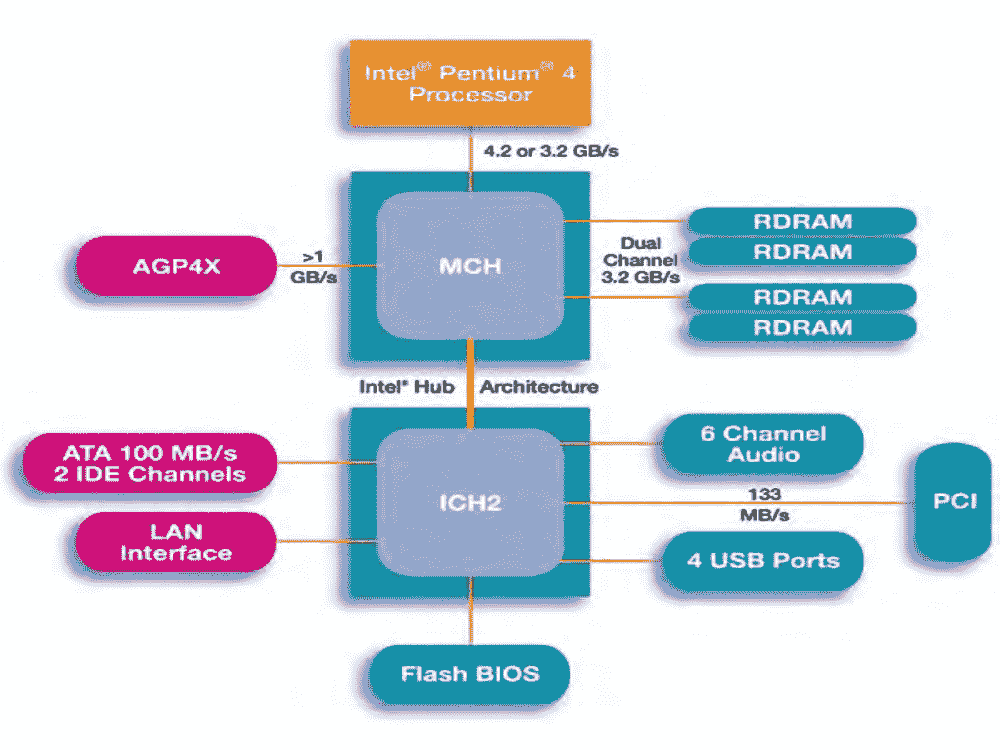 Intel® Pentium® 4
Processor
4.2 or 3.2 GB/s
MCH
AGP4X
>1
GB/s
Dual
Channel
3.2 GB/s
RDRAM
RDRAM
RDRAM
RDRAM
Intel® Hub Architecture
ICH2
ATA 100 MB/s
2 IDE Channels
LAN
Interface
6 Channel
Audio
133
MB/s
PCI
4 USB Ports
Flash BIOS